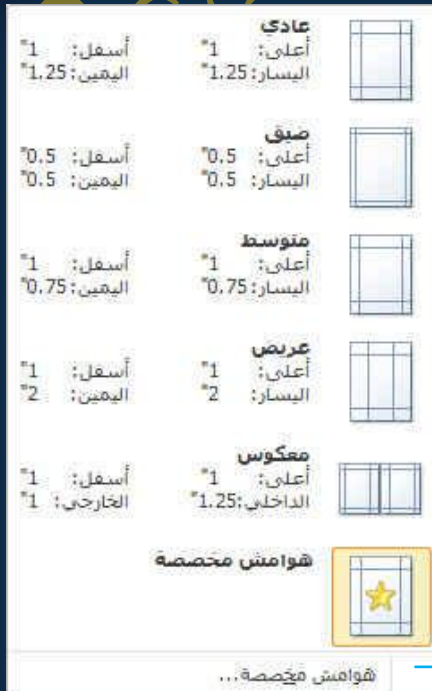 عادي
أعلى: 1" أسفل: 1"
اليسار: 1.25" اليمين: 1.25"
ضيق
أعلى: 0.5" أسفل: 0.5"
اليسار: 0.5" اليمين: 0.5"
متوسط
أعلى: 1" أسفل: 1"
اليسار: 0.75" اليمين: 0.75"
عريض
أعلى: 1" أسفل: 1"
اليسار: 2" اليمين: 2"
معكوس
أعلى: 1" أسفل: 1"
الداخلي: 1.25" الخارجي: 1"
هوامش مخصصة
هوامش مخصصة...